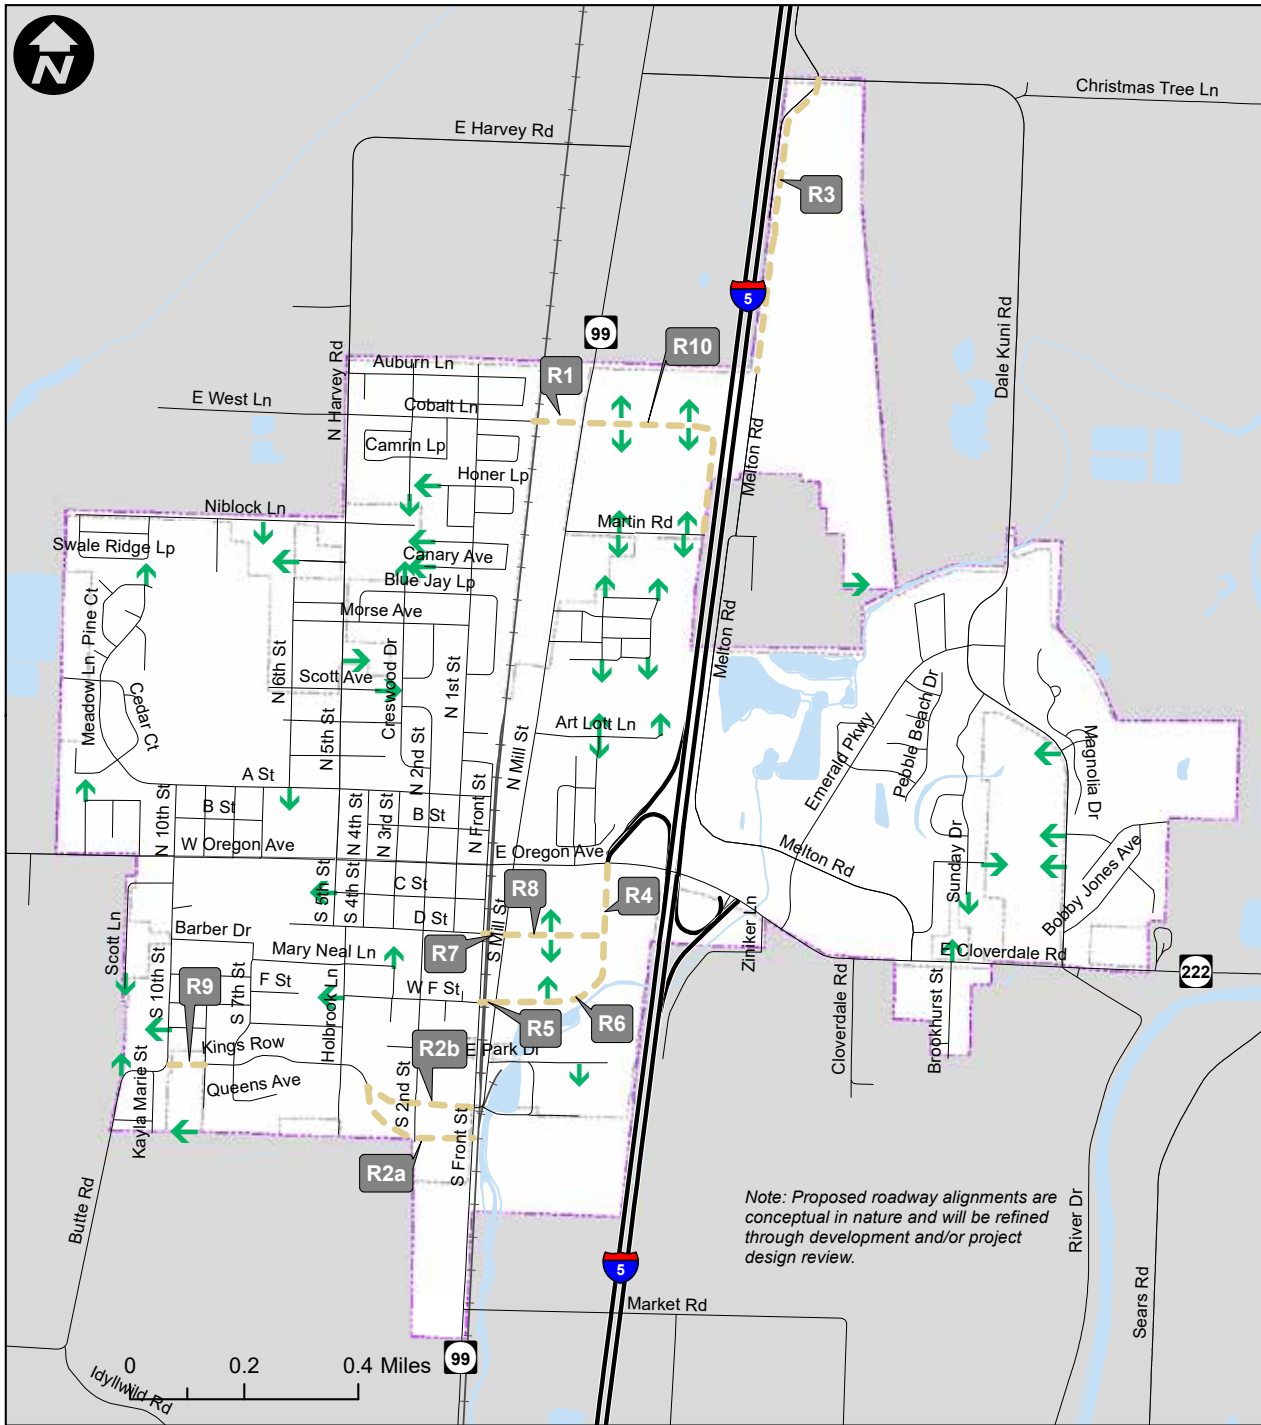 N
Christmas Tree Ln
E Harvey Rd
R3
5
99
Dale Kuni Rd
R10
N Harvey Rd
Auburn Ln
R1
E West Ln
Cobalt Ln
Camrin Lp
Melton Rd
Honer Lp
Niblock Ln
Martin Rd
Swale Ridge Lp
Canary Ave
Blue Jay Lp
Pine Ct
Morse Ave
Melton Rd
N 6th St
Scott Ave
Creswood Dr
N 1st St
Meadow Ln
Cedar Ct
Pebble Beach Dr
Art Lott Ln
N 5th St
N 2nd St
N Mill St
Emerald Pkwy
Magnolia Dr
A St
N 10th St
B St
N 4th St
N 3rd St
B St
N Front St
W Oregon Ave
E Oregon Ave
Melton Rd
Sunday Dr
Bobby Jones Ave
S 5th St
S 4th St
C St
R8
R4
D St
S Mill St
Scott Ln
Barber Dr
Mary Neal Ln
R7
Ziniker Ln
E Cloverdale Rd
222
S 10th St
R9
S 7th St
F St
Holbrook Ln
W F St
R5
R6
Cloverdale Rd
Brookhurst St
Kings Row
R2b
E Park Dr
Queens Ave
Kayla Marie St
S 2nd St
S Front St
R2a
Butte Rd
Note: Proposed roadway alignments are
conceptual in nature and will be refined
through development and/or project
design review.
River Dr
5
Sears Rd
Market Rd
99
0 0.2 0.4 Miles
Idyllwild Rd